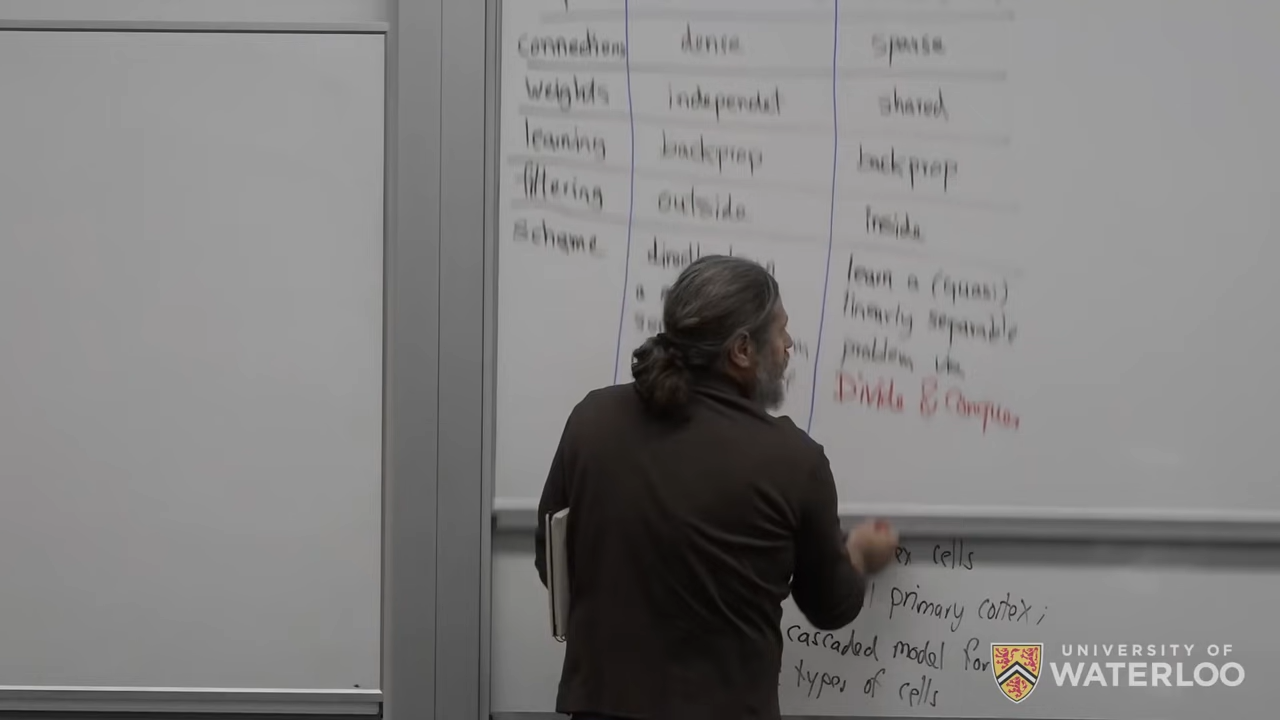 connections dense sparse
weights independet shared
learning backprop backprop
filtering outside inside
scheme
learn a (quasi)
a
linearly separable
problem via
Divide & Conquer
cells
primary cortex;
cascaded model for
types of cells
UNIVERSITY OF
WATERLOO